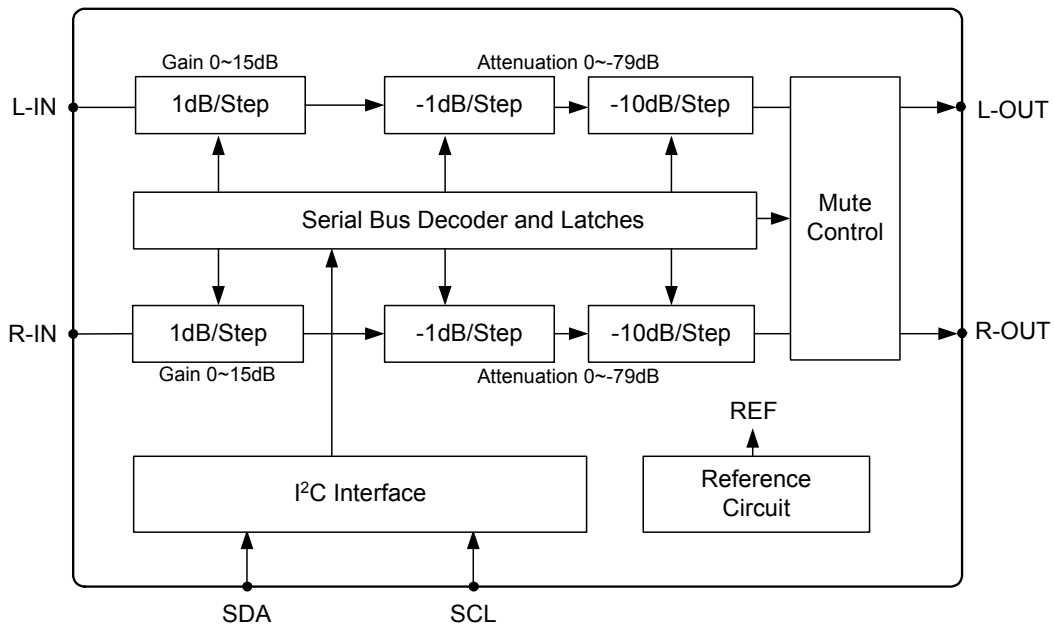 Gain 0~15dB
Attenuation 0~-79dB
L-IN
1dB/Step
-1dB/Step
-10dB/Step
L-OUT
Serial Bus Decoder and Latches
Mute
Control
R-IN
1dB/Step
-1dB/Step
-10dB/Step
R-OUT
Gain 0~15dB
Attenuation 0~-79dB
REF
I²C Interface
Reference
Circuit
SDA
SCL